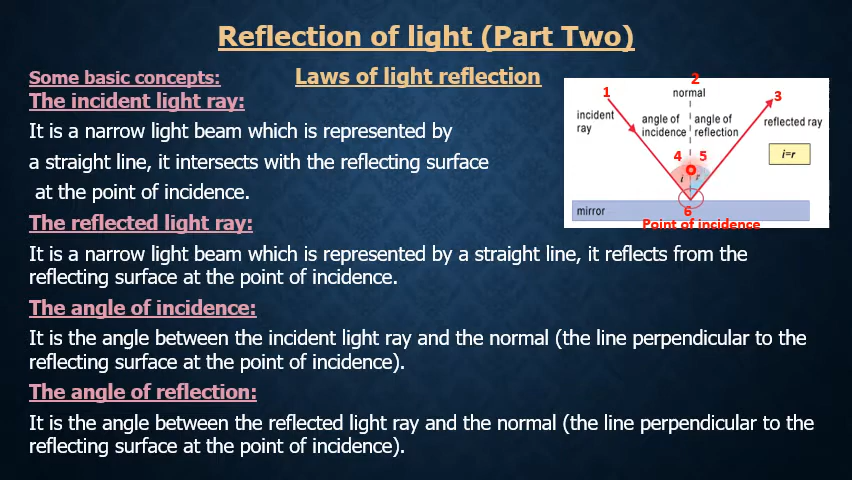 Reflection of light (Part Two)
Some basic concepts:
Laws of light reflection
The incident light ray:
It is a narrow light beam which is represented by
a straight line, it intersects with the reflecting surface
at the point of incidence.
The reflected light ray:
It is a narrow light beam which is represented by a straight line, it reflects from the
reflecting surface at the point of incidence.
The angle of incidence:
It is the angle between the incident light ray and the normal (the line perpendicular to the
reflecting surface at the point of incidence).
The angle of reflection:
It is the angle between the reflected light ray and the normal (the line perpendicular to the
reflecting surface at the point of incidence).
2
1
normal
3
incident
ray
angle of
incidence
angle of
reflection
reflected ray
4
5
i=r
i
r
6
mirror
Point of incidence